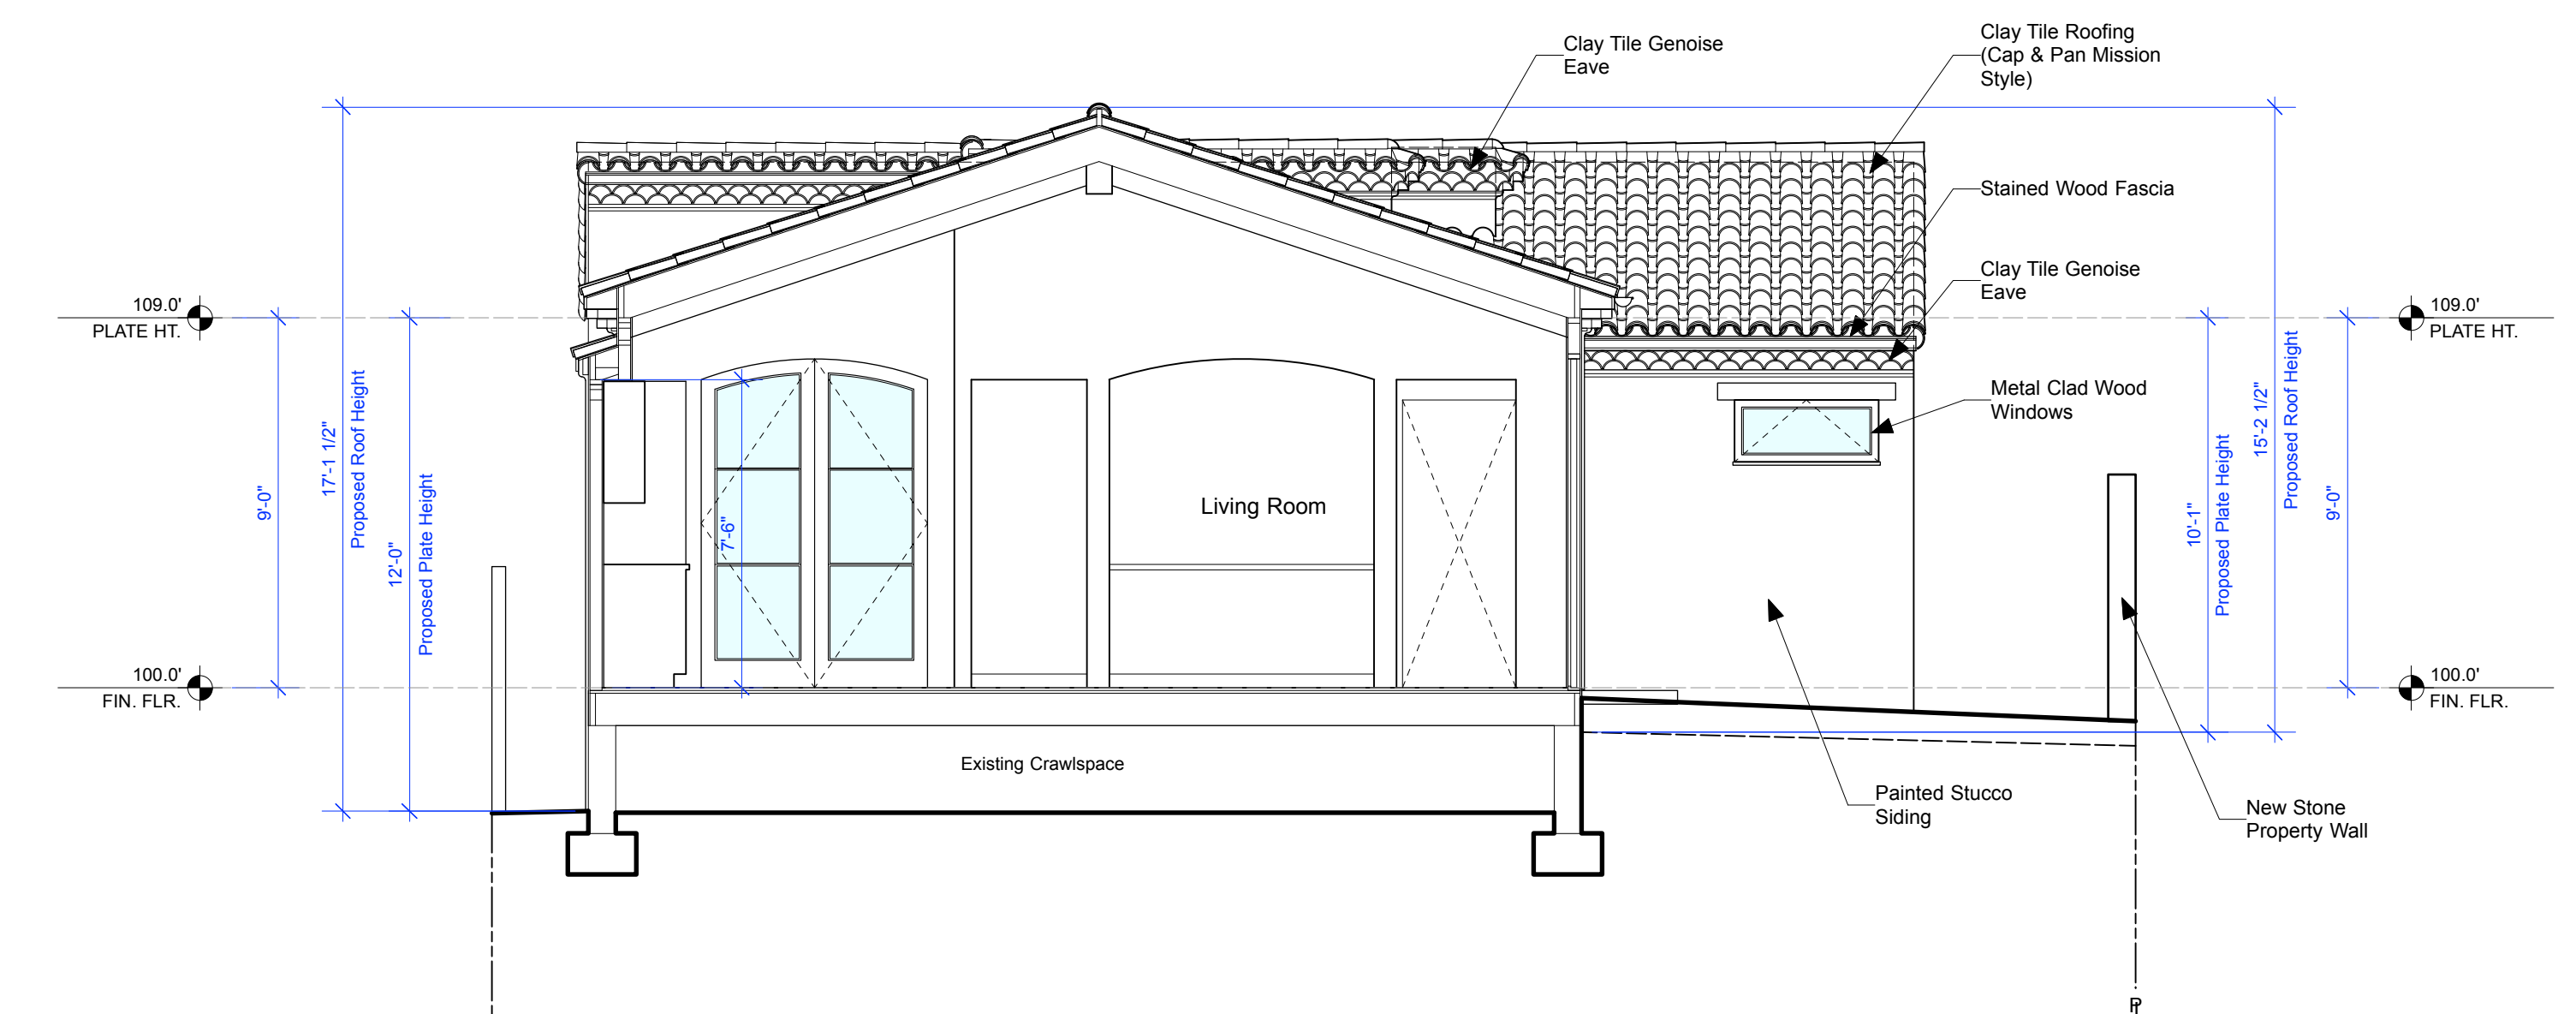 Clay Tile Genoise
Eave
Clay Tile Roofing
(Cap & Pan Mission
Style)
Stained Wood Fascia
Clay Tile Genoise
Eave
109.0'
PLATE HT.
109.0'
PLATE HT.
Metal Clad Wood
Windows
9'-0"
17'-1 1/2"
Proposed Roof Height
12'-0"
Proposed Plate Height
7'-6"
Living Room
10'-1"
Proposed Plate Height
15'-2 1/2"
Proposed Roof Height
9'-0"
100.0'
FIN. FLR.
100.0'
FIN. FLR.
Existing Crawlspace
Painted Stucco
Siding
New Stone
Property Wall